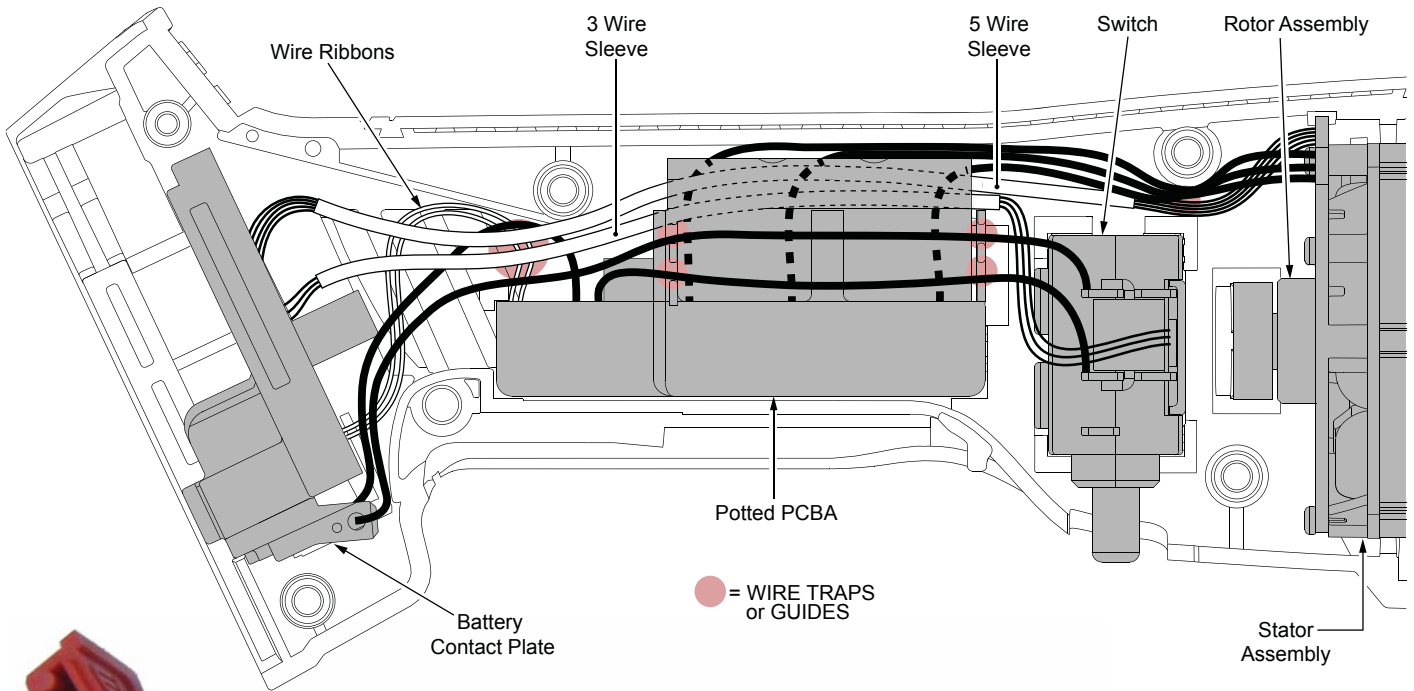 3 Wire
Sleeve
5 Wire
Sleeve
Switch
Rotor Assembly
Wire Ribbons
Potted PCBA
= WIRE TRAPS
or GUIDES
Battery
Contact Plate
Stator
Assembly